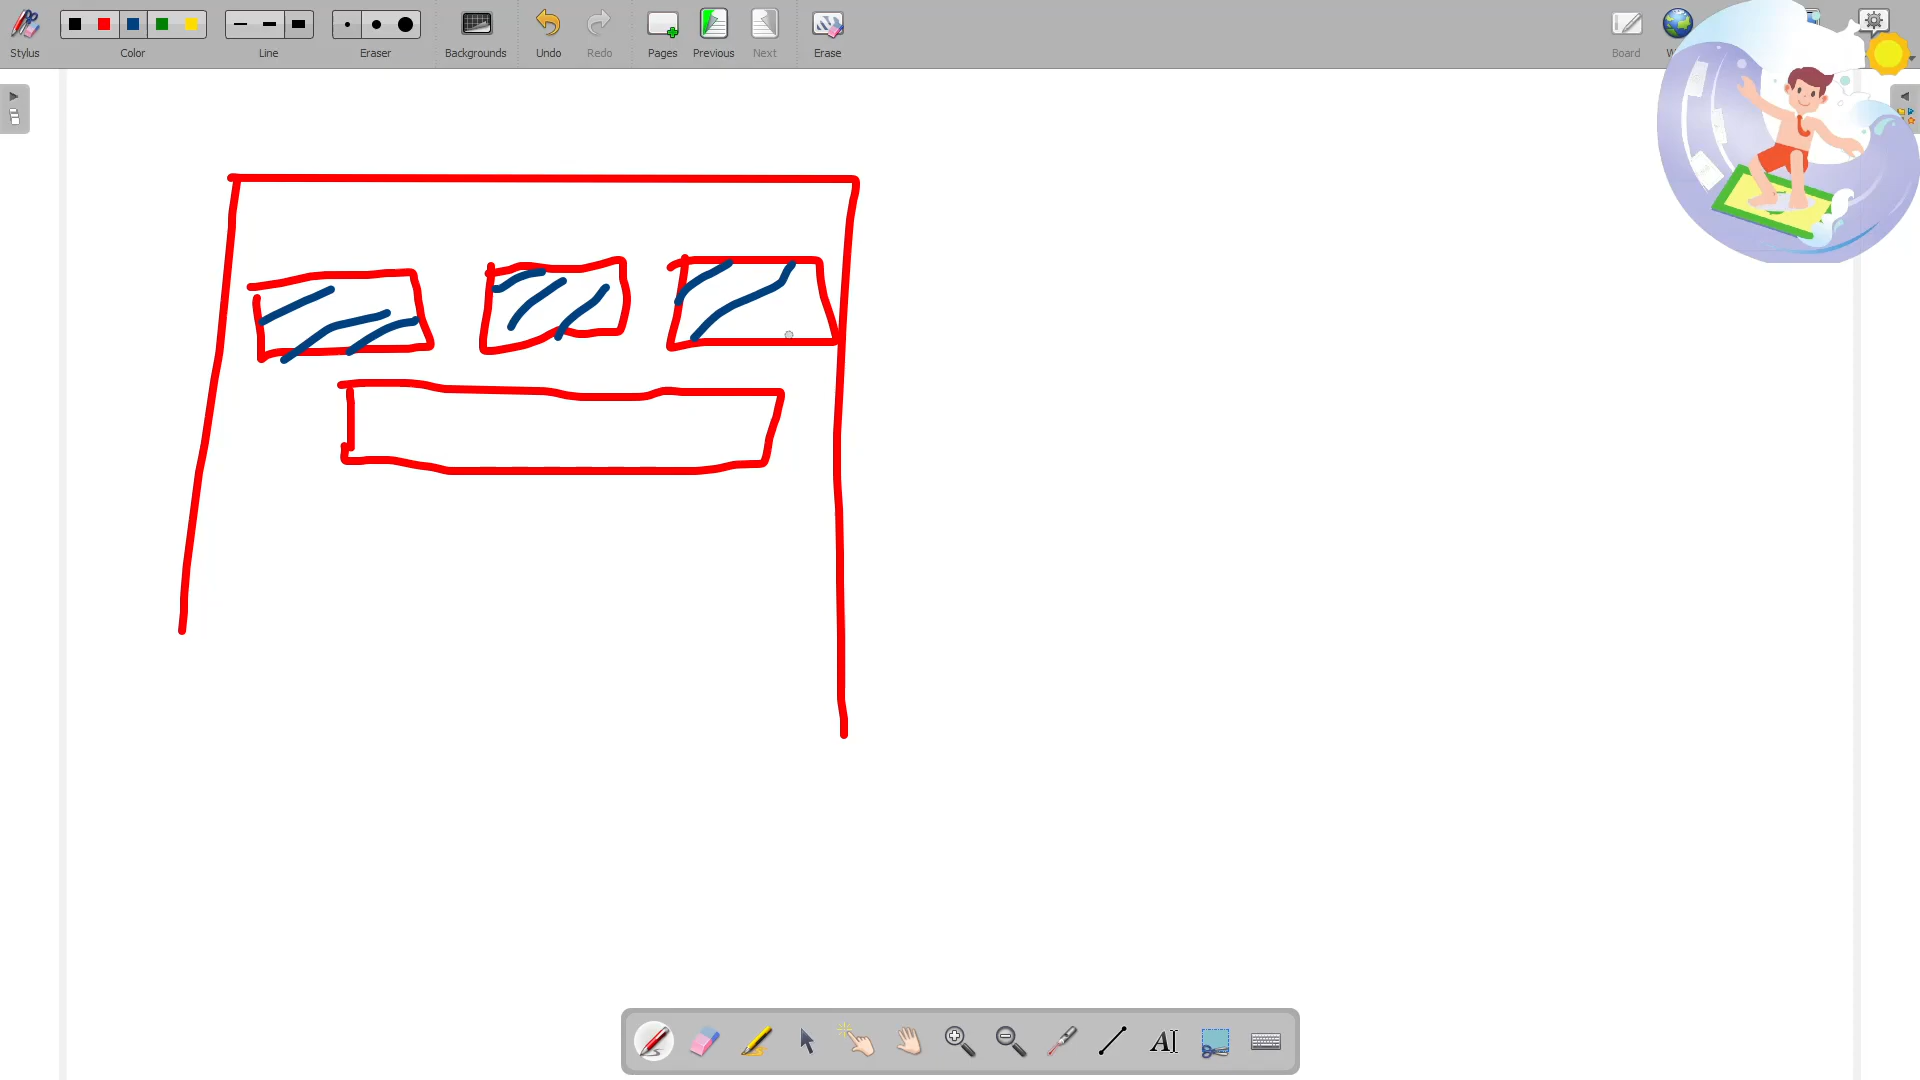 Stylus
Color
Line
Eraser
Backgrounds
Undo
Redo
Pages
Previous
Next
Erase
Board